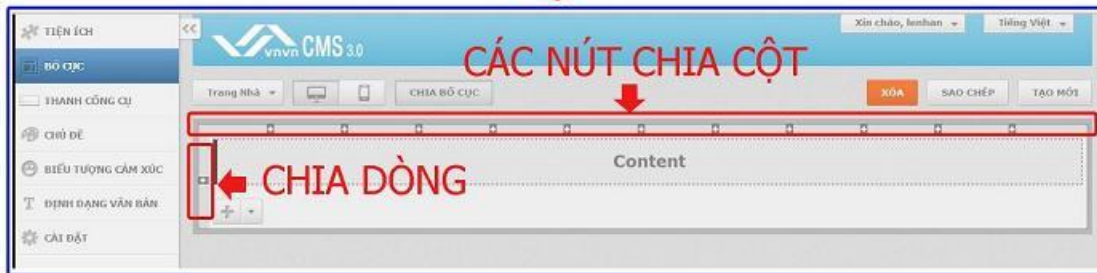 TIỆN ÍCH
BỐ CỤC
THANH CÔNG CỤ
CHỦ ĐỀ
BIỂU TƯỢNG CẢM XÚC
T ĐỊNH DẠNG VĂN BẢN
CÀI ĐẶT
<<
vnvn CMS 3.0
Xin chào, lenhan
Tiếng Việt
CÁC NÚT CHIA CỘT
Trang Nhà
CHIA BỐ CỤC
XÓA
SAO CHÉP
TẠO MỚI
Content
CHIA DÒNG